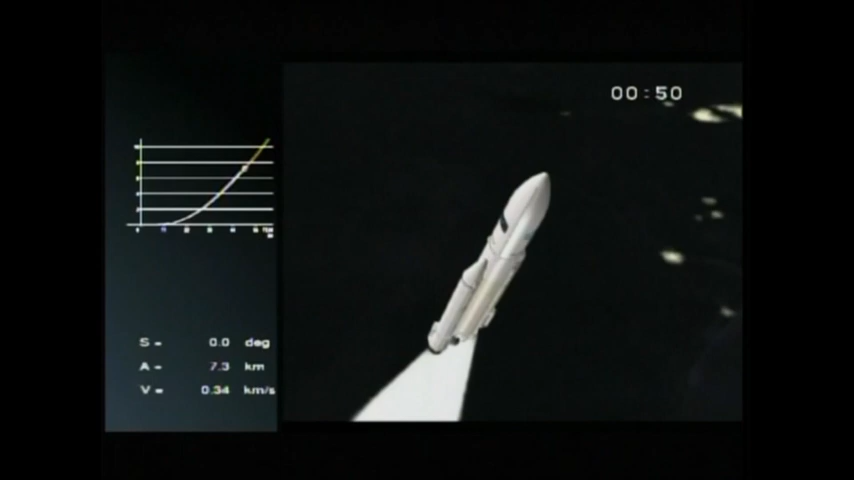 00:50
S = 0.0 deg
A = 7.3 km
V = 0.34 km/s